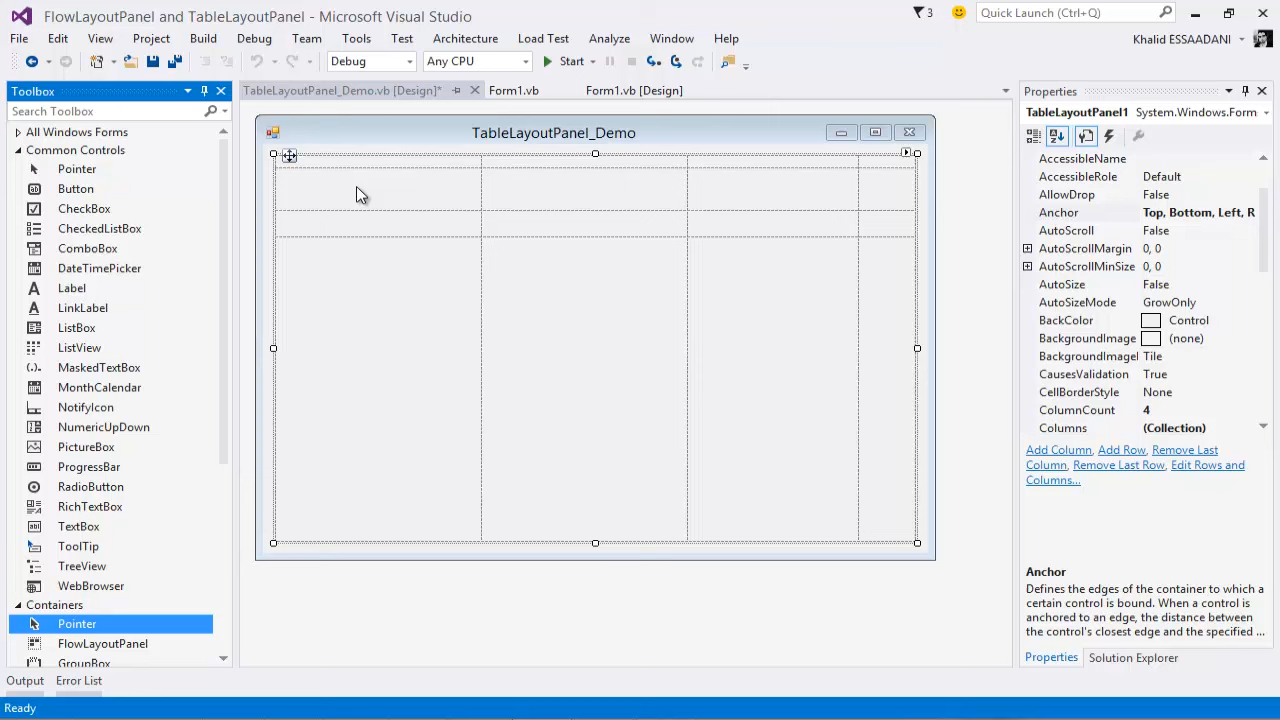 FlowLayoutPanel and TableLayoutPanel - Microsoft Visual Studio
3
Quick Launch (Ctrl+Q)
File Edit View Project Build Debug Team Tools Test Architecture Load Test Analyze Window Help
Khalid ESSAADANI
Debug Any CPU Start
Toolbox
Search Toolbox
All Windows Forms
Common Controls
Pointer
Button
CheckBox
CheckedListBox
ComboBox
DateTimePicker
Label
LinkLabel
ListBox
ListView
MaskedTextBox
MonthCalendar
NotifyIcon
NumericUpDown
PictureBox
ProgressBar
RadioButton
RichTextBox
TextBox
ToolTip
TreeView
WebBrowser
Containers
Pointer
FlowLayoutPanel
GroupBox
TableLayoutPanel_Demo.vb [Design]* Form1.vb Form1.vb [Design]
TableLayoutPanel_Demo
Properties
TableLayoutPanel1 System.Windows.Form
AccessibleName
AccessibleRole Default
AllowDrop False
Anchor Top, Bottom, Left, R
AutoScroll False
AutoScrollMargin 0, 0
AutoScrollMinSize 0, 0
AutoSize False
AutoSizeMode GrowOnly
BackColor Control
BackgroundImage (none)
BackgroundImagel Tile
CausesValidation True
CellBorderStyle None
ColumnCount 4
Columns (Collection)
Add Column, Add Row, Remove Last
Column, Remove Last Row, Edit Rows and
Columns...
Anchor
Defines the edges of the container to which a
certain control is bound. When a control is
anchored to an edge, the distance between
the control's closest edge and the specified ...
Properties Solution Explorer
Output Error List
Ready